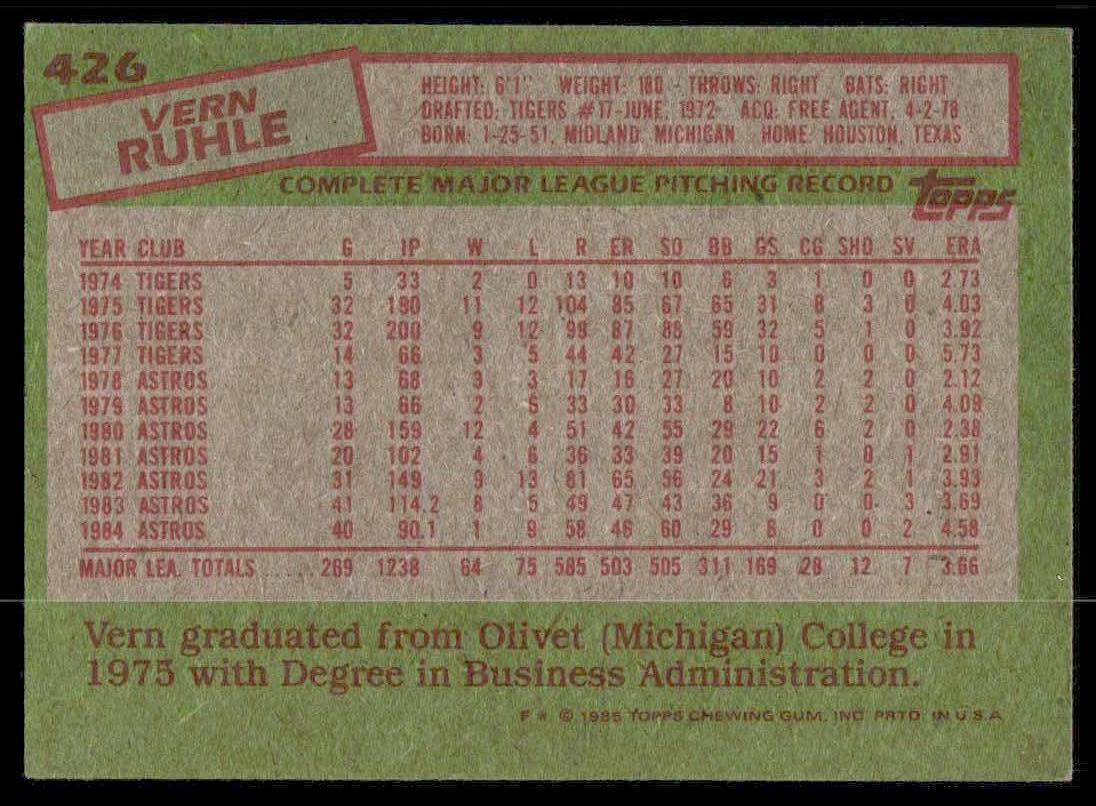 426
VERN
RUHLE
HEIGHT: 6'1" WEIGHT: 180 THROWS: RIGHT BATS: RIGHT
DRAFTED: TIGERS #17-JUNE, 1972 ACQ: FREE AGENT, 4-2-78
BORN: 1-25-51, MIDLAND, MICHIGAN HOME: HOUSTON, TEXAS
COMPLETE MAJOR LEAGUE PITCHING RECORD
Topps
YEAR CLUB G IP W L R ER SO BB GS CG SHO SV ERA
1974 TIGERS 5 33 2 0 13 10 10 6 3 1 0 0 2.73
1975 TIGERS 32 190 11 12 104 85 67 65 31 8 3 0 4.03
1976 TIGERS 32 200 9 12 99 87 88 59 32 5 1 0 3.92
1977 TIGERS 14 66 3 5 44 42 27 15 10 0 0 0 5.73
1978 ASTROS 13 68 3 3 17 16 27 20 10 2 2 0 2.12
1979 ASTROS 13 66 2 6 33 30 33 8 10 2 2 0 4.09
1980 ASTROS 28 159 12 4 51 42 55 29 22 6 2 0 2.38
1981 ASTROS 20 102 4 6 36 33 39 20 15 1 0 1 2.91
1982 ASTROS 31 149 9 13 81 65 56 24 21 3 2 1 3.93
1983 ASTROS 41 114.2 8 5 49 47 43 36 9 0 0 3 3.69
1984 ASTROS 40 90.1 1 9 58 46 60 29 6 0 0 2 4.58
MAJOR LEA. TOTALS 269 1238 64 75 585 503 505 311 169 28 12 7 3.66
Vern graduated from Olivet (Michigan) College in
1975 with Degree in Business Administration.
F * © 1985 TOPPS CHEWING GUM, INC. PRTD. IN U.S.A.